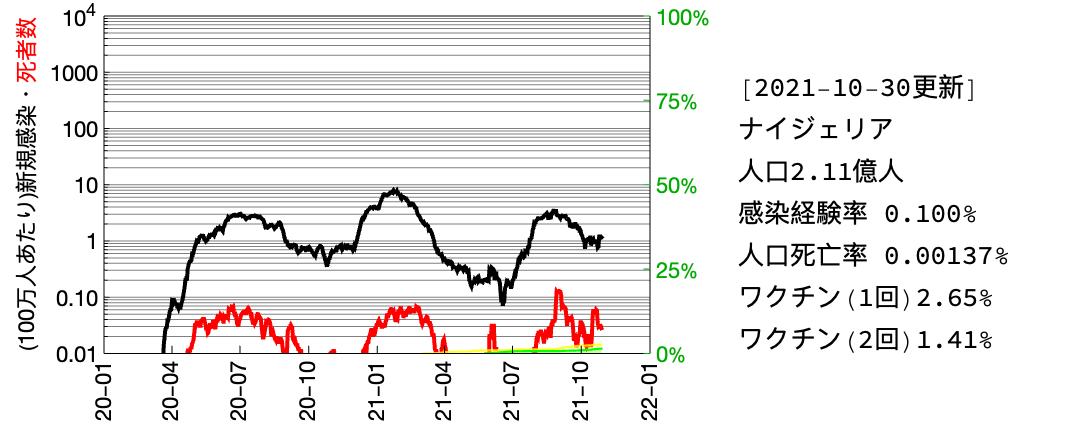 (100万人あたり)新規感染・死者数
10⁴
1000
100
10
1
0.10
0.01
100%
75%
50%
25%
0%
20-01
20-04
20-07
20-10
21-01
21-04
21-07
21-10
22-01
[2021-10-30更新]
ナイジェリア
人口2.11億人
感染経験率 0.100%
人口死亡率 0.00137%
ワクチン(1回)2.65%
ワクチン(2回)1.41%